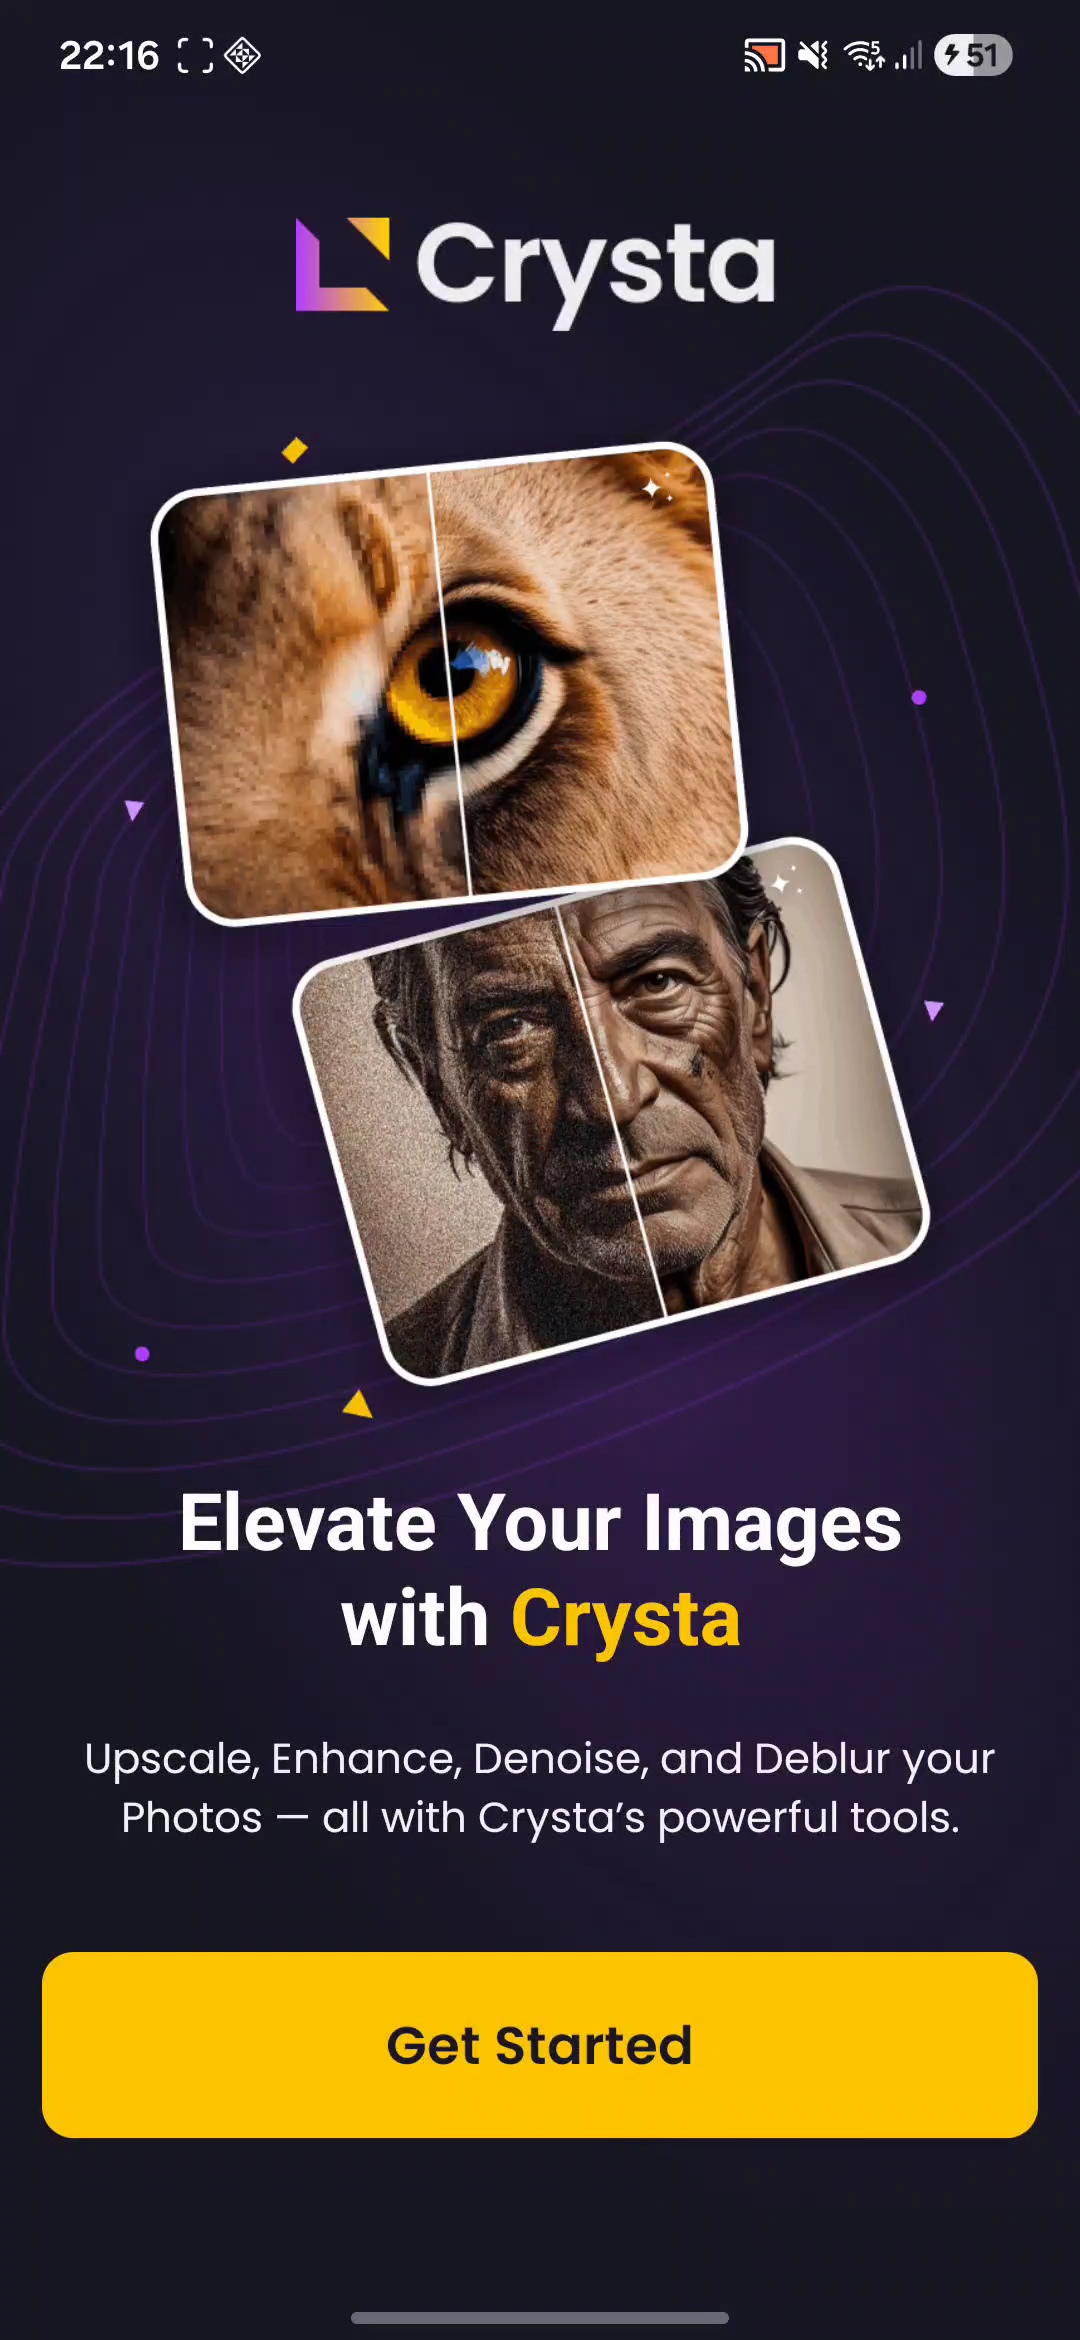 22:16
5
51
Crysta
Elevate Your Images
with Crysta
Upscale, Enhance, Denoise, and Deblur your
Photos — all with Crysta’s powerful tools.
Get Started